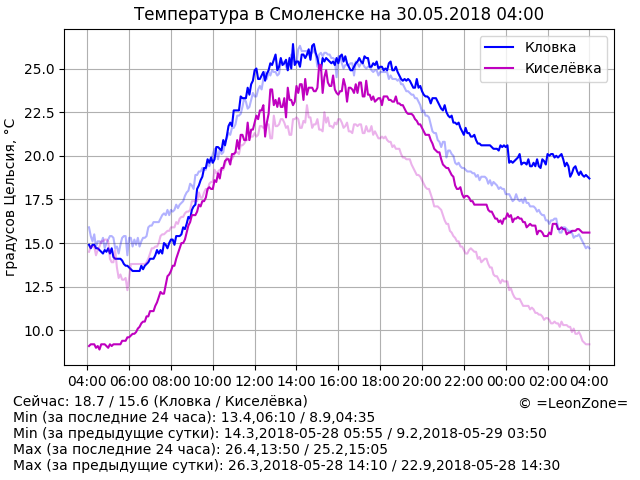 Температура в Смоленске на 30.05.2018 04:00
градусов Цельсия, °C
25.0
22.5
20.0
17.5
15.0
12.5
10.0
Кловка
Киселёвка
04:00 06:00 08:00 10:00 12:00 14:00 16:00 18:00 20:00 22:00 00:00 02:00 04:00
Сейчас: 18.7 / 15.6 (Кловка / Киселёвка)
© =LeonZone=
Min (за последние 24 часа): 13.4,06:10 / 8.9,04:35
Min (за предыдущие сутки): 14.3,2018-05-28 05:55 / 9.2,2018-05-29 03:50
Max (за последние 24 часа): 26.4,13:50 / 25.2,15:05
Max (за предыдущие сутки): 26.3,2018-05-28 14:10 / 22.9,2018-05-28 14:30